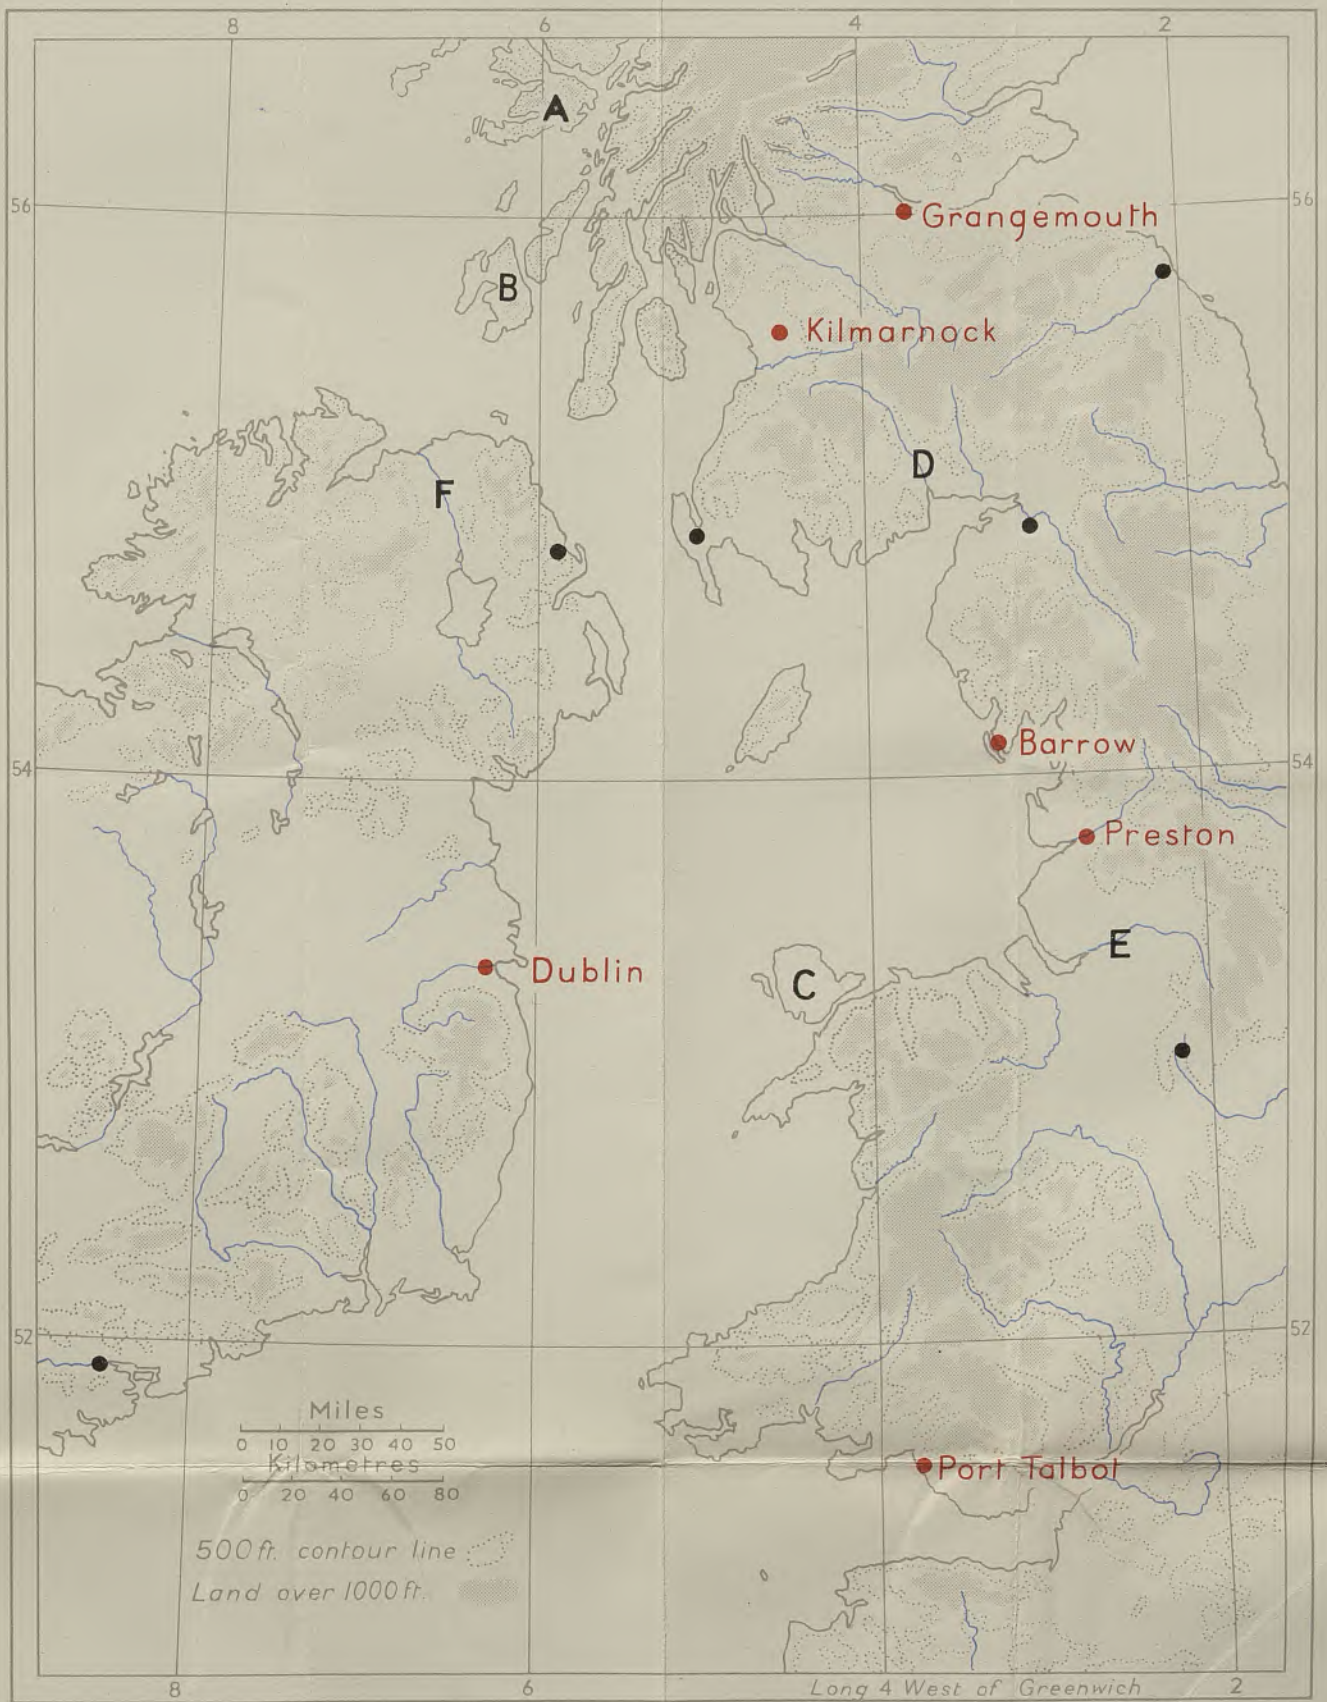 8 6 4 2
A
56 56
Grangemouth
B
Kilmarnock
D
F
54 54
Barrow
Preston
E
Dublin
C
52 52
Miles
0 10 20 30 40 50
Kilometres
0 20 40 60 80
Port Talbot
500 ft. contour line
Land over 1000 ft.
8 6 Long 4 West of Greenwich 2